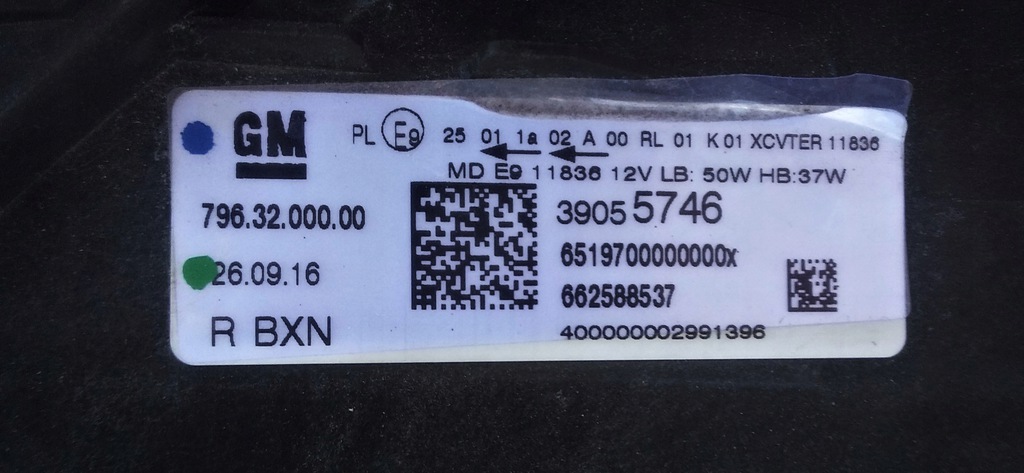 GM
PL E9 25 01 1a 02 A 00 RL 01 K 01 XCVTER 11836
MD E9 11836 12V LB: 50W HB:37W
796.32.000.00
3905 5746
6519700000000x
26.09.16
662588537
R BXN
4000000002991396